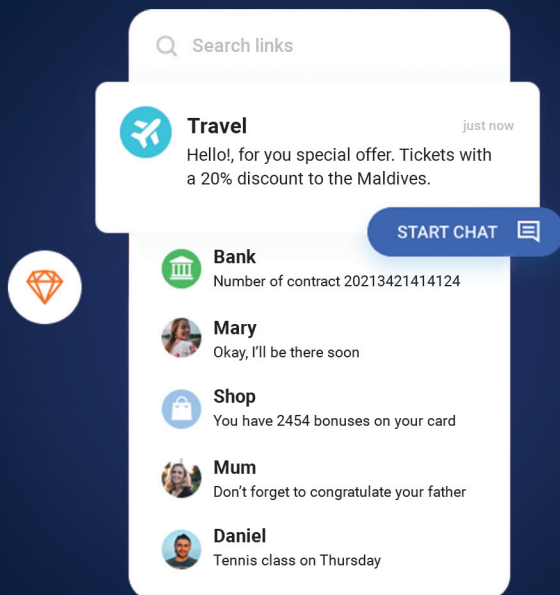 Search links
Travel
just now
Hello!, for you special offer. Tickets with
a 20% discount to the Maldives.
START CHAT
Bank
Number of contract 20213421414124
Mary
Okay, I'll be there soon
Shop
You have 2454 bonuses on your card
Mum
Don't forget to congratulate your father
Daniel
Tennis class on Thursday